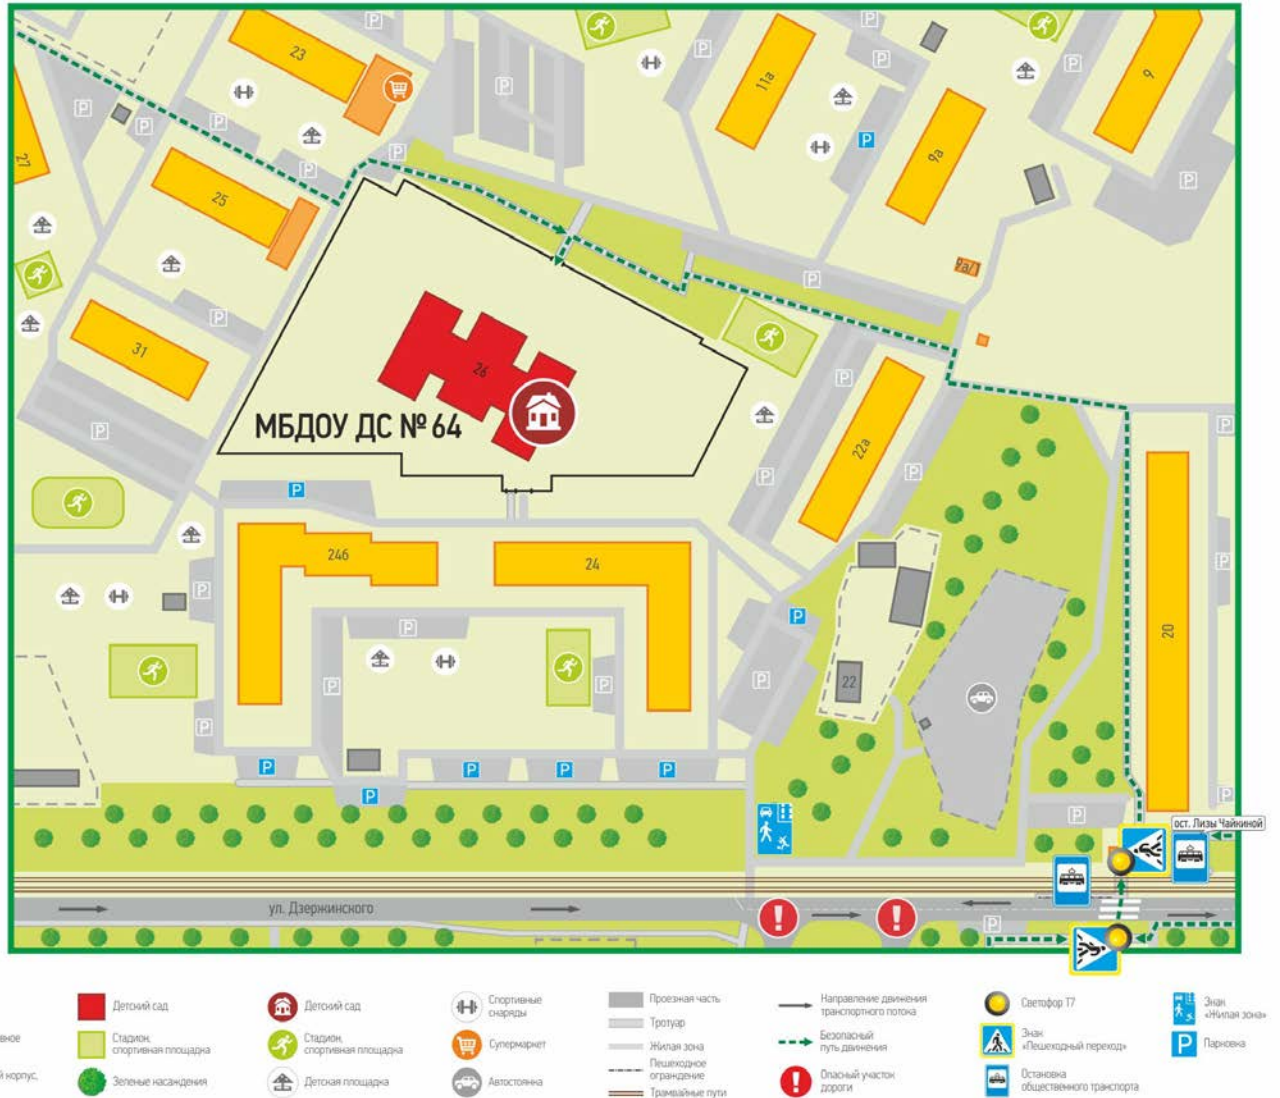 23
11а
9
9а
27
25
9а/1
31
26
МБДОУ ДС № 64
22а
24б
24
20
22
ост. Лизы Чайкиной
ул. Дзержинского
Детский сад
Детский сад
Спортивные
снаряды
Проезжая часть
Направление движения
транспортного потока
Светофор Т7
Знак
«Жилая зона»
Тротуар
Стадион,
спортивная площадка
Стадион,
спортивная площадка
Супермаркет
Жилая зона
Безопасный
путь движения
Знак
«Пешеходный переход»
Парковка
Пешеходное
ограждение
й корпус,
Зеленые насаждения
Детская площадка
Автостоянка
Трамвайные пути
Опасный участок
дороги
Остановка
общественного транспорта